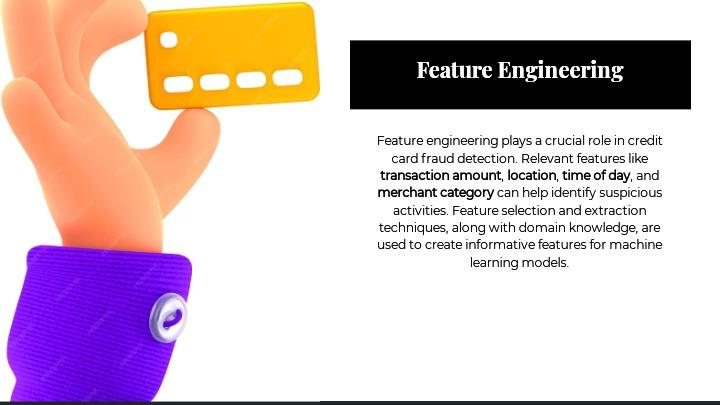 Feature Engineering
Feature engineering plays a crucial role in credit
card fraud detection. Relevant features like
transaction amount, location, time of day, and
merchant category can help identify suspicious
activities. Feature selection and extraction
techniques, along with domain knowledge, are
used to create informative features for machine
learning models.